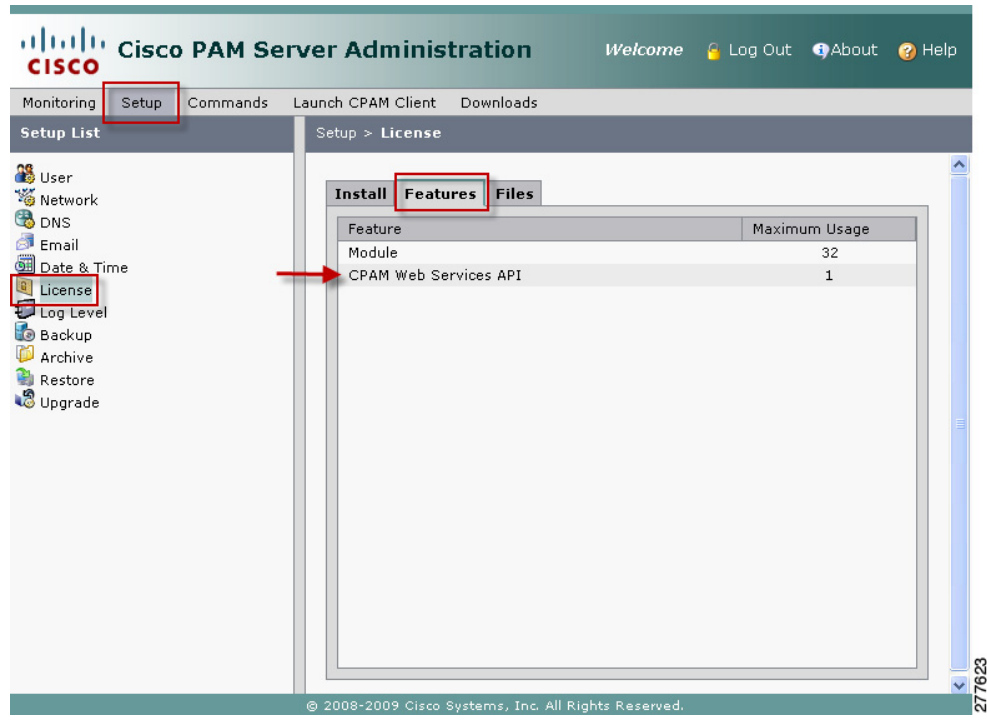 CISCO
Cisco PAM Server Administration
Welcome Log Out About Help
Monitoring Setup Commands Launch CPAM Client Downloads
Setup List
Setup > License
User
Network
DNS
Email
Date & Time
License
Log Level
Backup
Archive
Restore
Upgrade
Install Features Files
Feature Maximum Usage
Module 32
CPAM Web Services API 1
© 2008-2009 Cisco Systems, Inc. All Rights Reserved.
277623